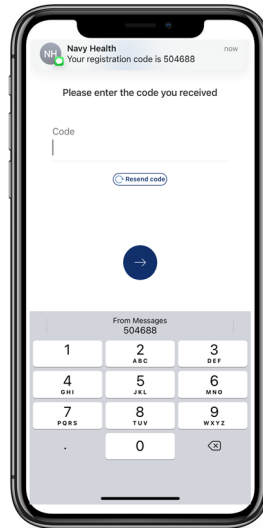 NH
Navy Health
now
Your registration code is 504688
Please enter the code you received
Code
Resend code
From Messages
504688
1
2
ABC
3
DEF
4
GHI
5
JKL
6
MNO
7
PQRS
8
TUV
9
WXYZ
.
0